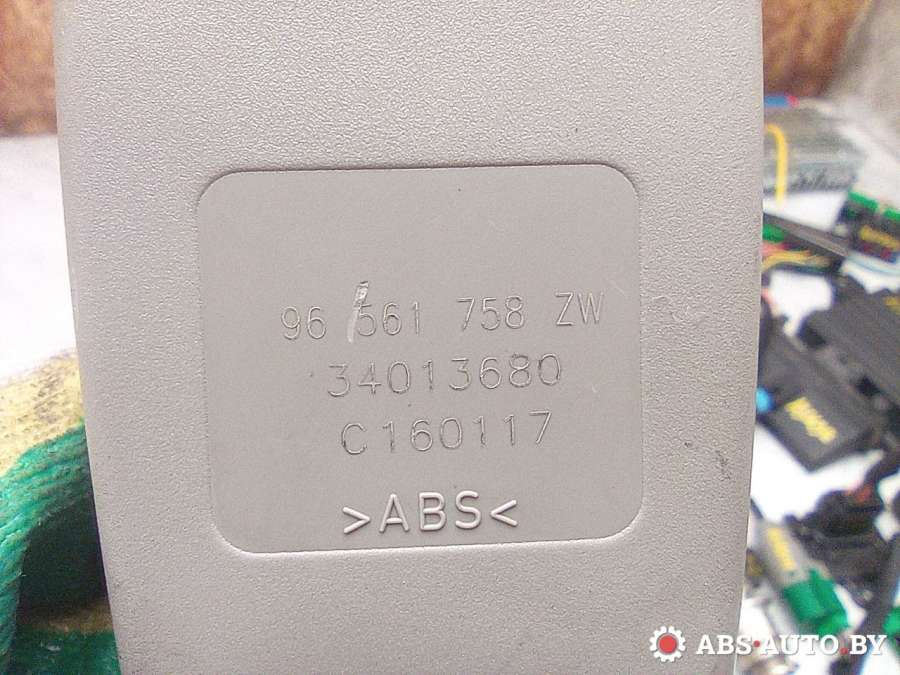 96 561 758 ZW
34013680
C160117
>ABS<
ABS•AUTO.BY